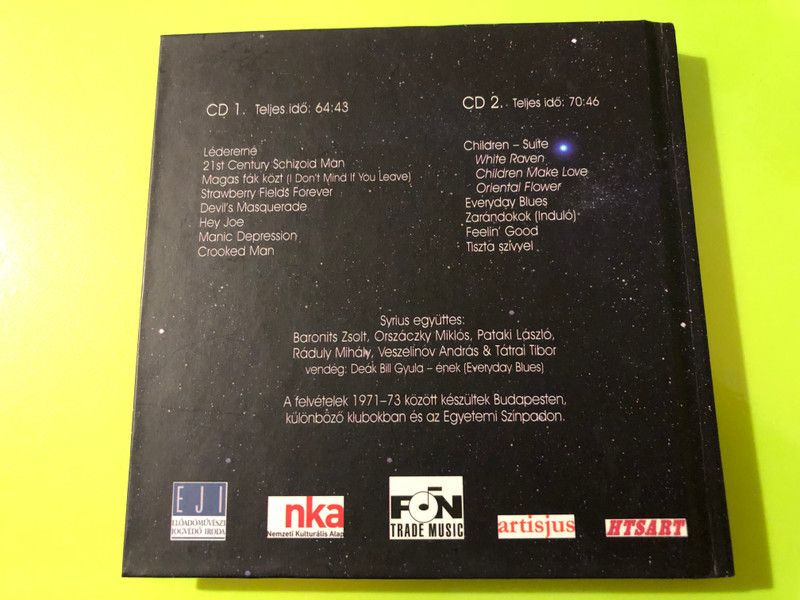 CD 1. Teljes idő: 64:43
Lédererné
21st Century Schizoid Man
Magas fák közt (I Don't Mind If You Leave)
Strawberry Fields Forever
Devil's Masquerade
Hey Joe
Manic Depression
Crooked Man
CD 2. Teljes idő: 70:46
Children – Suite
White Raven
Children Make Love
Oriental Flower
Everyday Blues
Zarándokok (Induló)
Feelin' Good
Tiszta szívvel
Syrius együttes:
Baronits Zsolt, Orszáczky Miklós, Pataki László,
Ráduly Mihály, Veszelinov András & Tátrai Tibor
vendég: Deák Bill Gyula – ének (Everyday Blues)
A felvételek 1971–73 között készültek Budapesten,
különböző klubokban és az Egyetemi Színpadon.
EJI
ELŐADÓMŰVÉSZI
JOGVÉDŐ IRODA
nka
Nemzeti Kulturális Alap
FONÓ
TRADE MUSIC
artisjus
HTSART